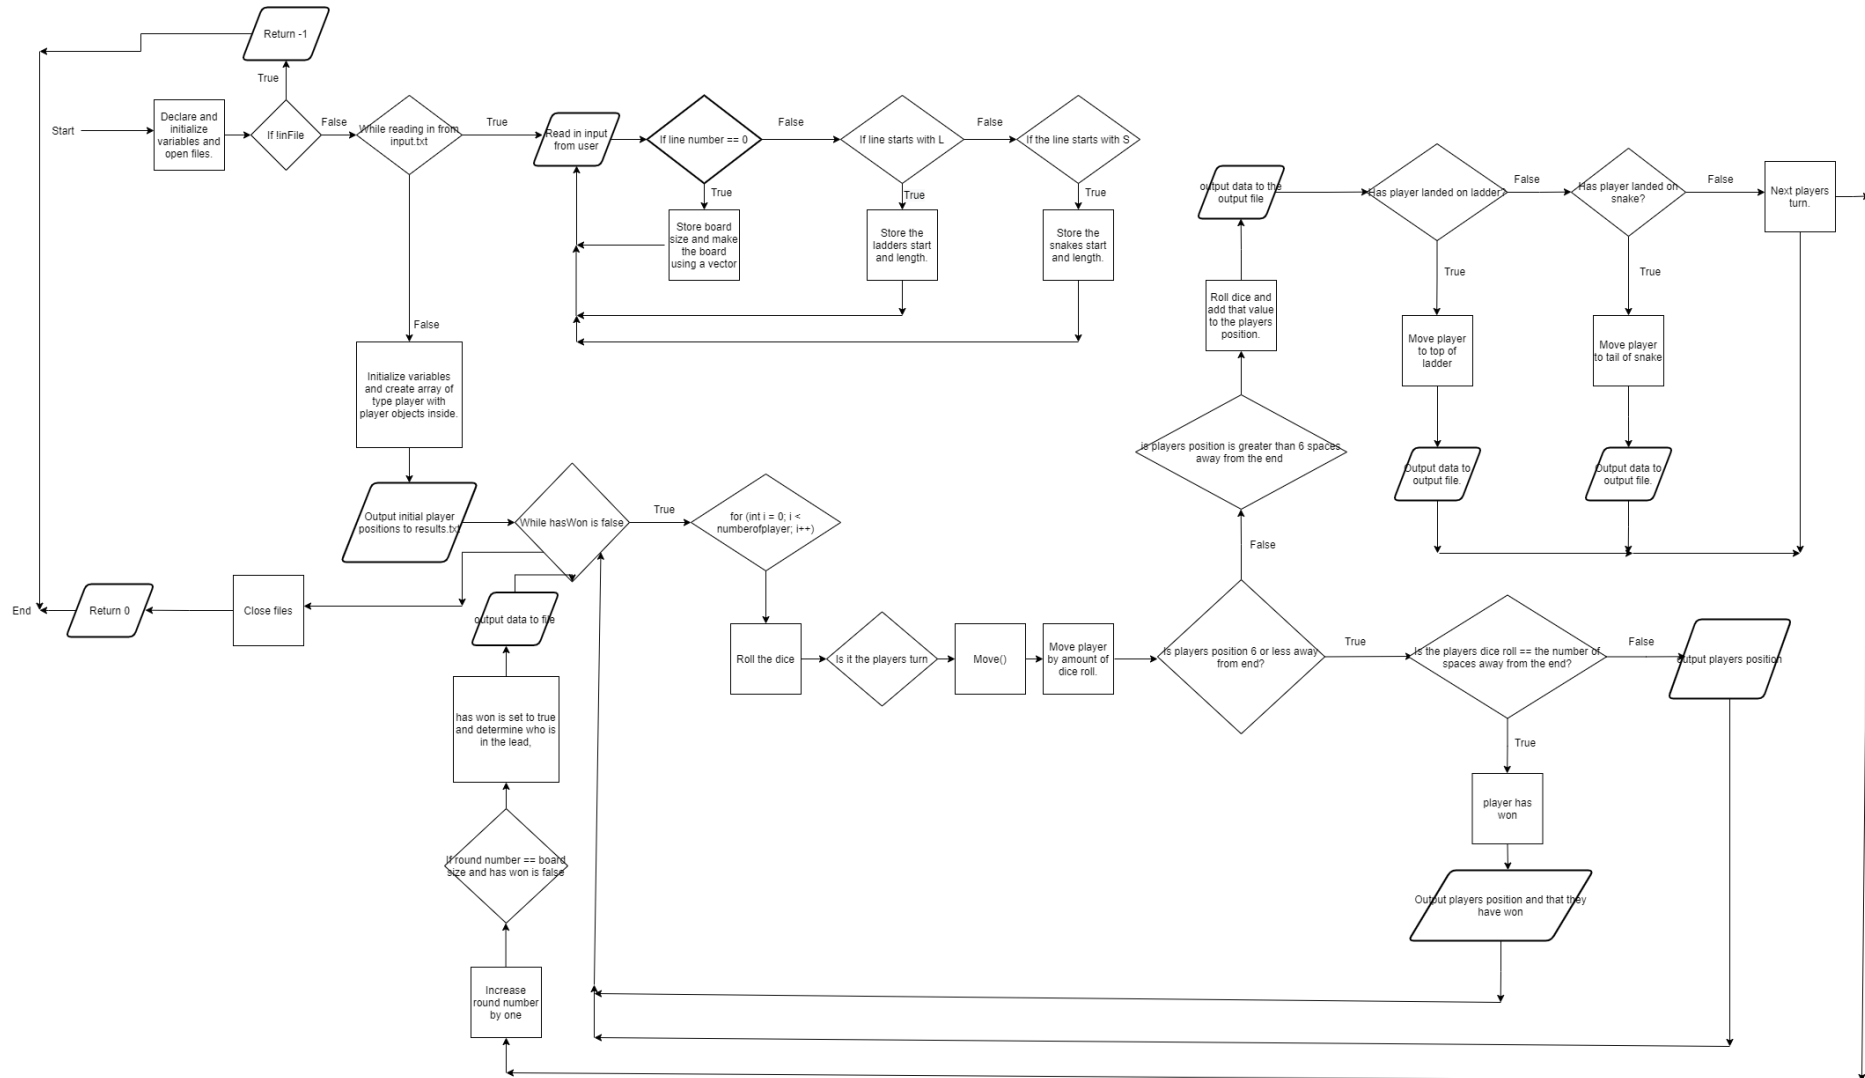 Return -1
True
Start
Declare and
initialize
variables and
open files.
If !inFile
False
While reading in from
input.txt
True
Read in input
from user
If line number == 0
False
If line starts with L
False
If the line starts with S
True
True
True
Store board
size and make
the board
using a vector
Store the
ladders start
and length.
Store the
snakes start
and length.
output data to the
output file
Has player landed on ladder?
False
Has player landed on
snake?
False
Next players
turn.
True
True
Roll dice and
add that value
to the players
position.
Move player
to top of
ladder
Move player
to tail of snake
False
Initialize variables
and create array of
type player with
player objects inside.
is players position is greater than 6 spaces
away from the end
Output data to
output file.
Output data to
output file.
Output initial player
positions to results.txt
While hasWon is false
True
for (int i = 0; i <
numberofplayer; i++)
False
End
Return 0
Close files
output data to file
Roll the dice
Is it the players turn
Move()
Move player
by amount of
dice roll.
Is players position 6 or less away
from end?
True
Is the players dice roll == the number of
spaces away from the end?
False
output players position
has won is set to true
and determine who is
in the lead,
True
player has
won
If round number == board
size and has won is false
Output players position and that they
have won
Increase
round number
by one